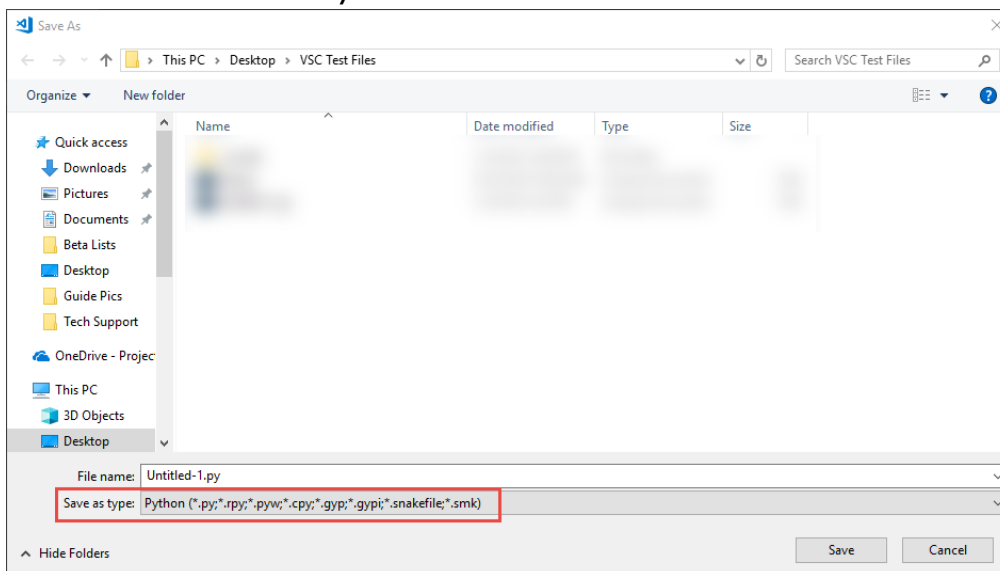 Save As
This PC > Desktop > VSC Test Files
Search VSC Test Files
Organize
New folder
Name
Date modified
Type
Size
Quick access
Downloads
Pictures
Documents
Beta Lists
Desktop
Guide Pics
Tech Support
OneDrive - Projec
This PC
3D Objects
Desktop
File name: Untitled-1.py
Save as type: Python (*.py;*.rpy;*.pyw;*.cpy;*.gyp;*.gypi;*.snakefile;*.smk)
Hide Folders
Save
Cancel